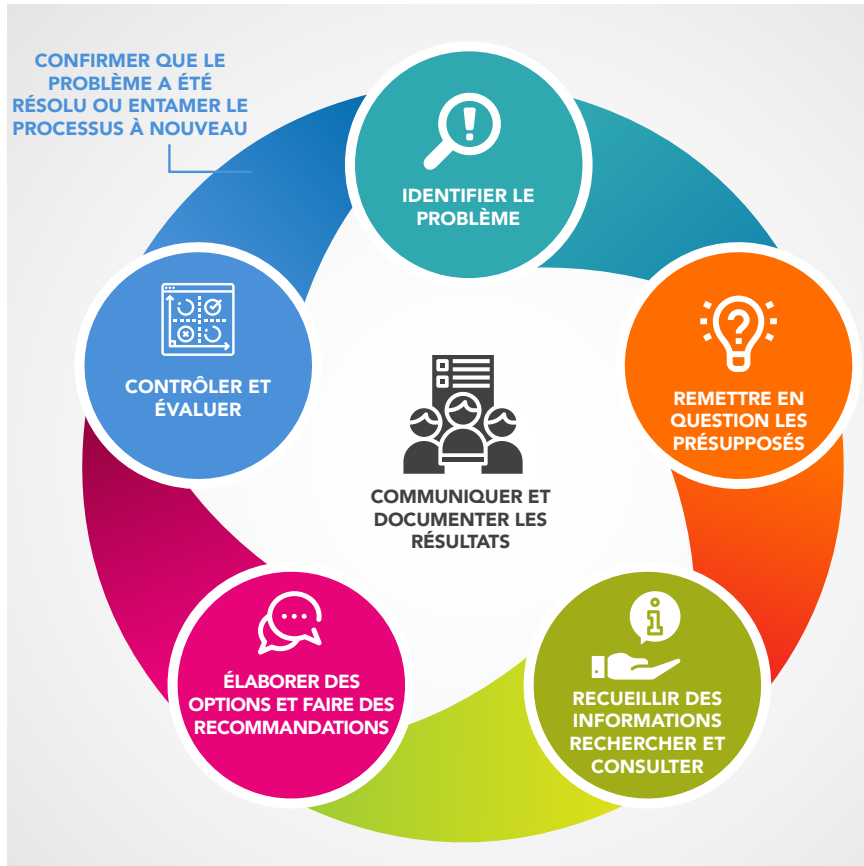 CONFIRMER QUE LE
PROBLÈME A ÉTÉ
RÉSOLU OU ENTAMER LE
PROCESSUS À NOUVEAU
IDENTIFIER LE
PROBLÈME
REMETTRE EN
QUESTION LES
PRÉSUPPOSÉS
RECUEILLIR DES
INFORMATIONS
RECHERCHER ET
CONSULTER
ÉLABORER DES
OPTIONS ET FAIRE DES
RECOMMANDATIONS
CONTRÔLER ET
ÉVALUER
COMMUNIQUER ET
DOCUMENTER LES
RÉSULTATS